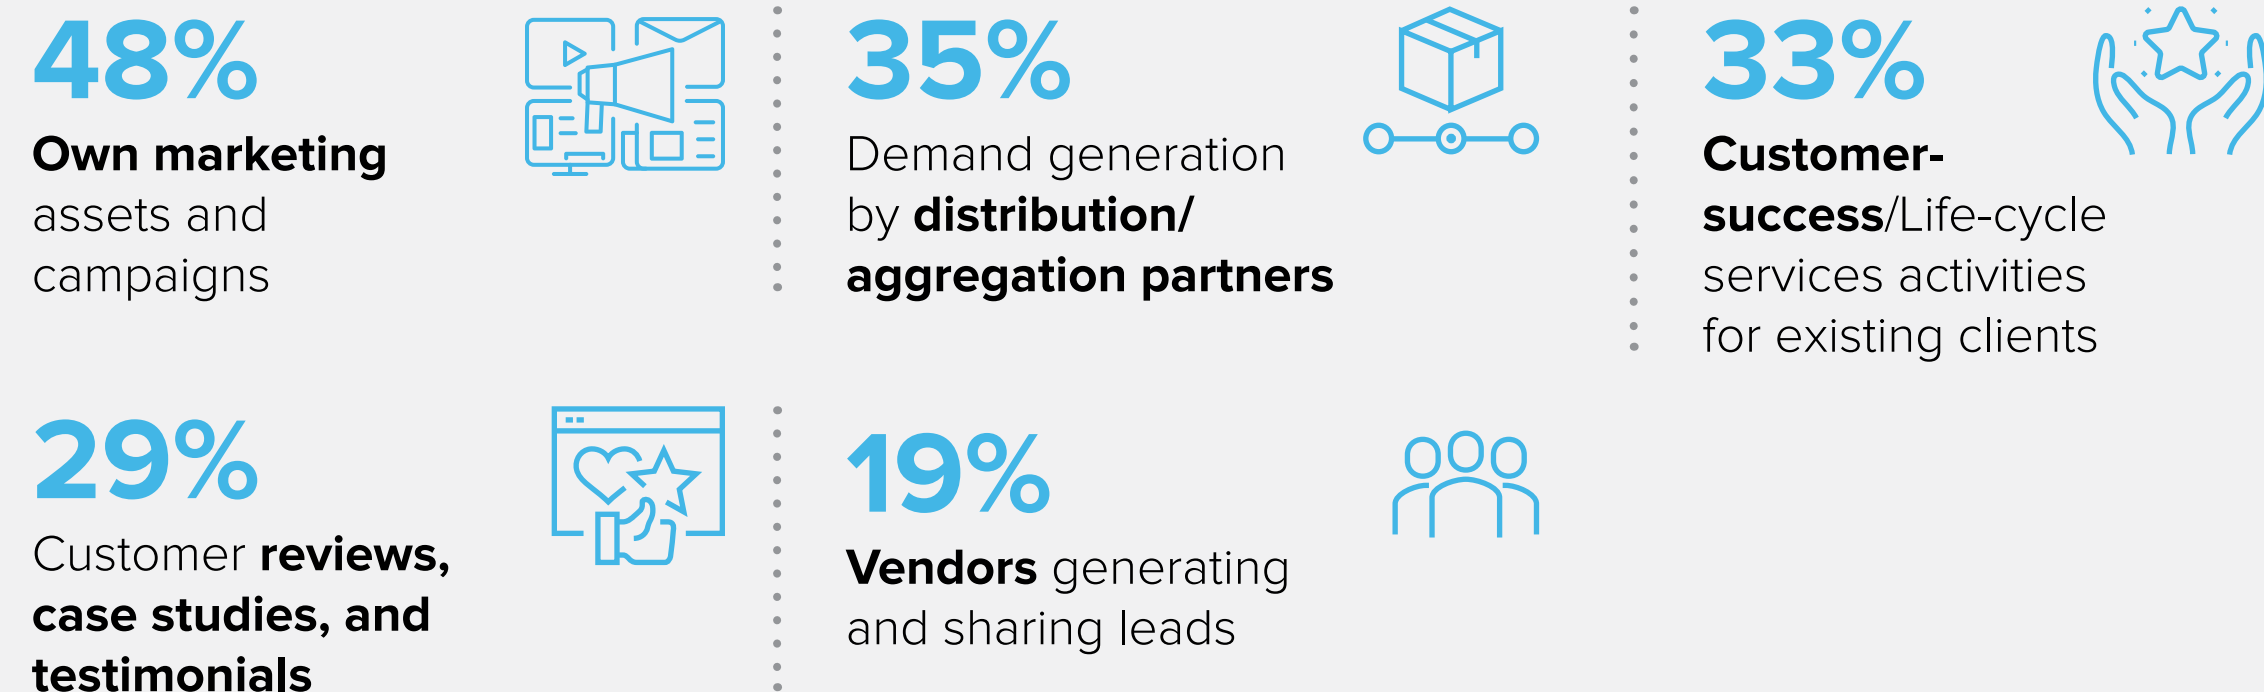 48%
Own marketing
assets and
campaigns
35%
Demand generation
by distribution/
aggregation partners
33%
Customer-
success/Life-cycle
services activities
for existing clients
29%
Customer reviews,
case studies, and
testimonials
19%
Vendors generating
and sharing leads